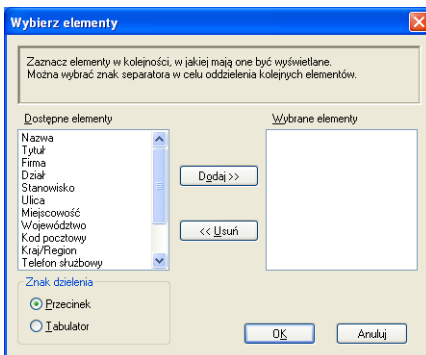 Wybierz elementy
Zaznacz elementy w kolejności, w jakiej mają one być wyświetlane.
Można wybrać znak separatora w celu oddzielenia kolejnych elementów.
Dostępne elementy
Wybrane elementy
Nazwa
Tytuł
Firma
Dział
Stanowisko
Ulica
Miejscowość
Województwo
Kod pocztowy
Kraj/Region
Telefon służbowy
Dodaj >>
<< Usuń
Znak dzielenia
Przecinek
Tabulator
OK
Anuluj